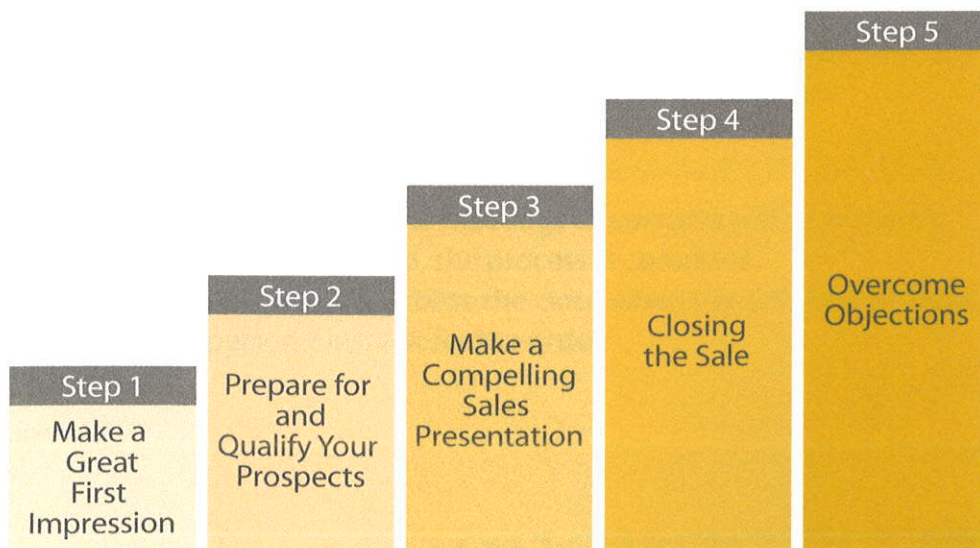 Step 1
Make a
Great
First
Impression
Step 2
Prepare for
and
Qualify Your
Prospects
Step 3
Make a
Compelling
Sales
Presentation
Step 4
Closing
the Sale
Step 5
Overcome
Objections